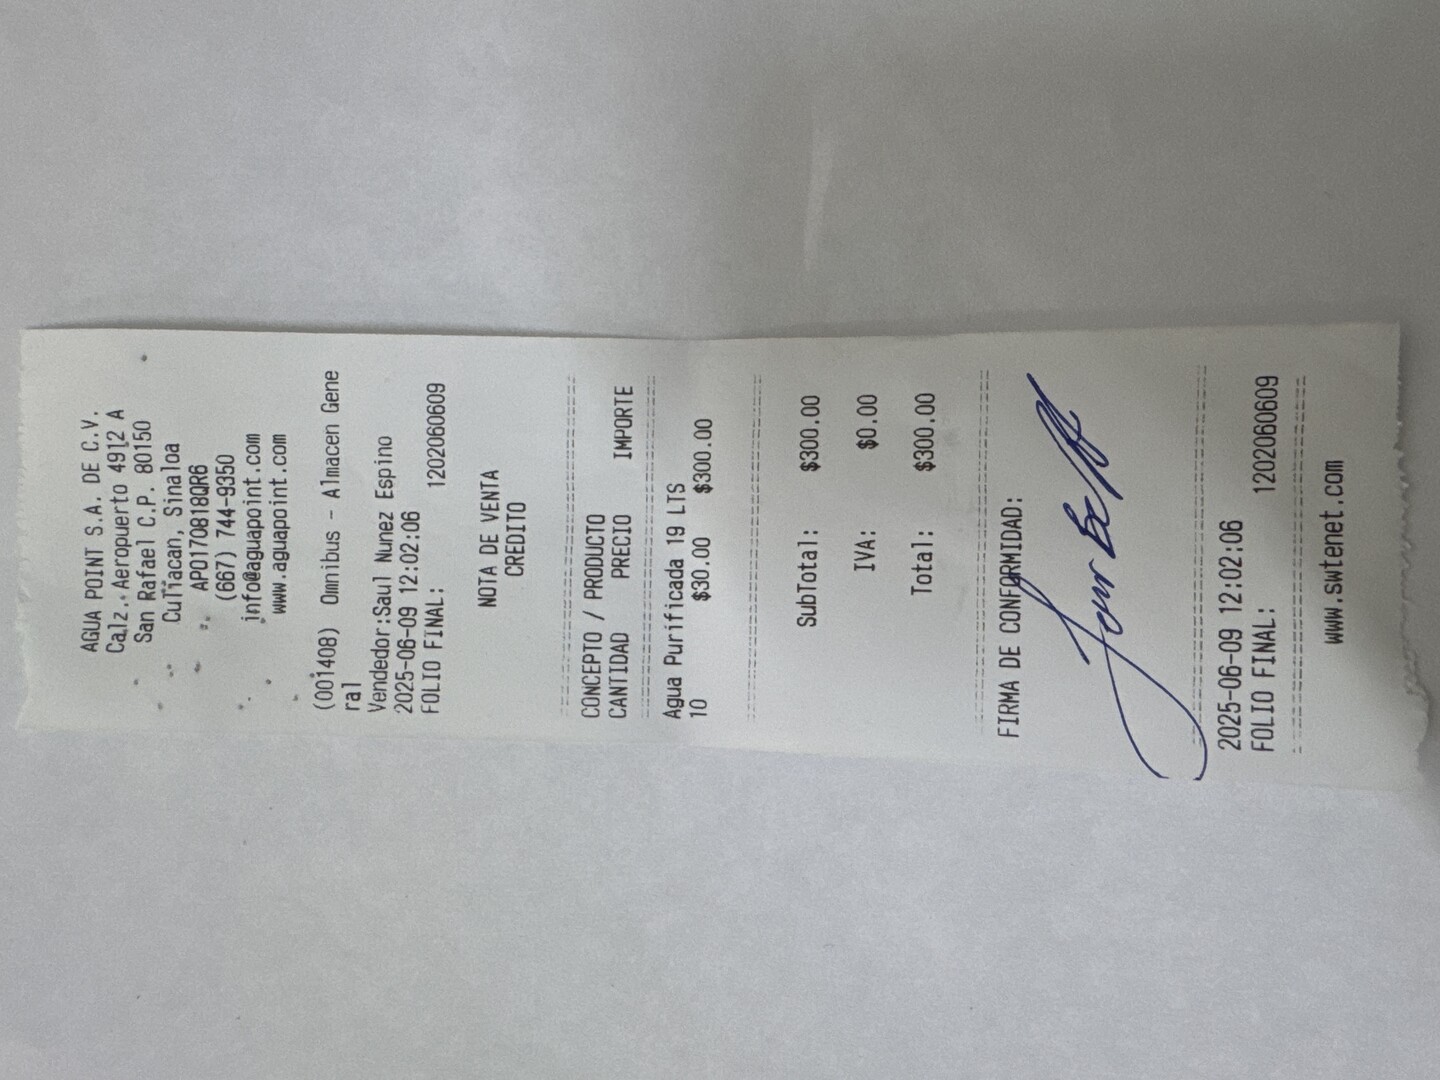 AGUA POINT S.A. DE C.V.
Calz. Aeropuerto 4912 A
San Rafael C.P. 80150
Culiacan, Sinaloa
APO170818QR6
(667) 744-9350
info@aguapoint.com
www.aguapoint.com
(001408) Omnibus - Almacen Gene
ral
Vendedor:Saul Nunez Espino
2025-06-09 12:02:06
FOLIO FINAL: 1202060609
NOTA DE VENTA
CREDITO
CONCEPTO / PRODUCTO
CANTIDAD PRECIO IMPORTE
Agua Purificada 19 LTS
10 $30.00 $300.00
SubTotal: $300.00
IVA: $0.00
Total: $300.00
FIRMA DE CONFORMIDAD:
2025-06-09 12:02:06
FOLIO FINAL: 1202060609
www.swtenet.com